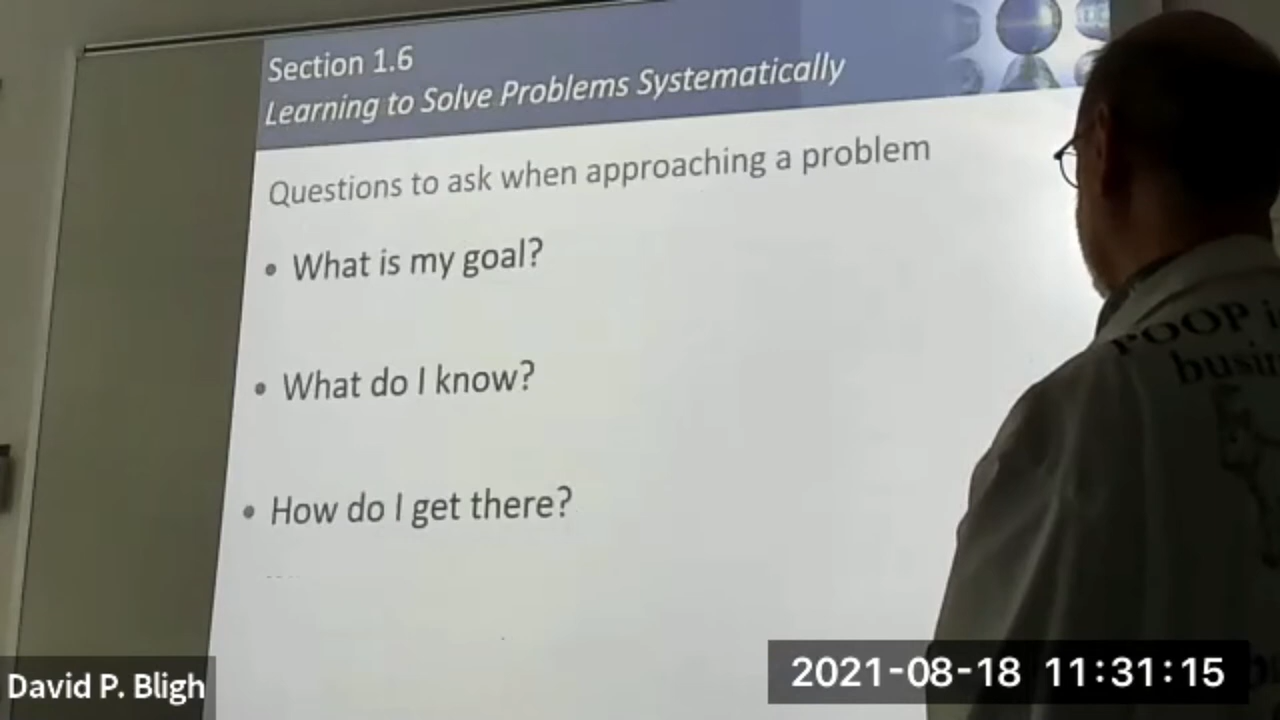 Section 1.6
Learning to Solve Problems Systematically
Questions to ask when approaching a problem
• What is my goal?
• What do I know?
• How do I get there?
POOP
David P. Bligh
2021-08-18 11:31:15